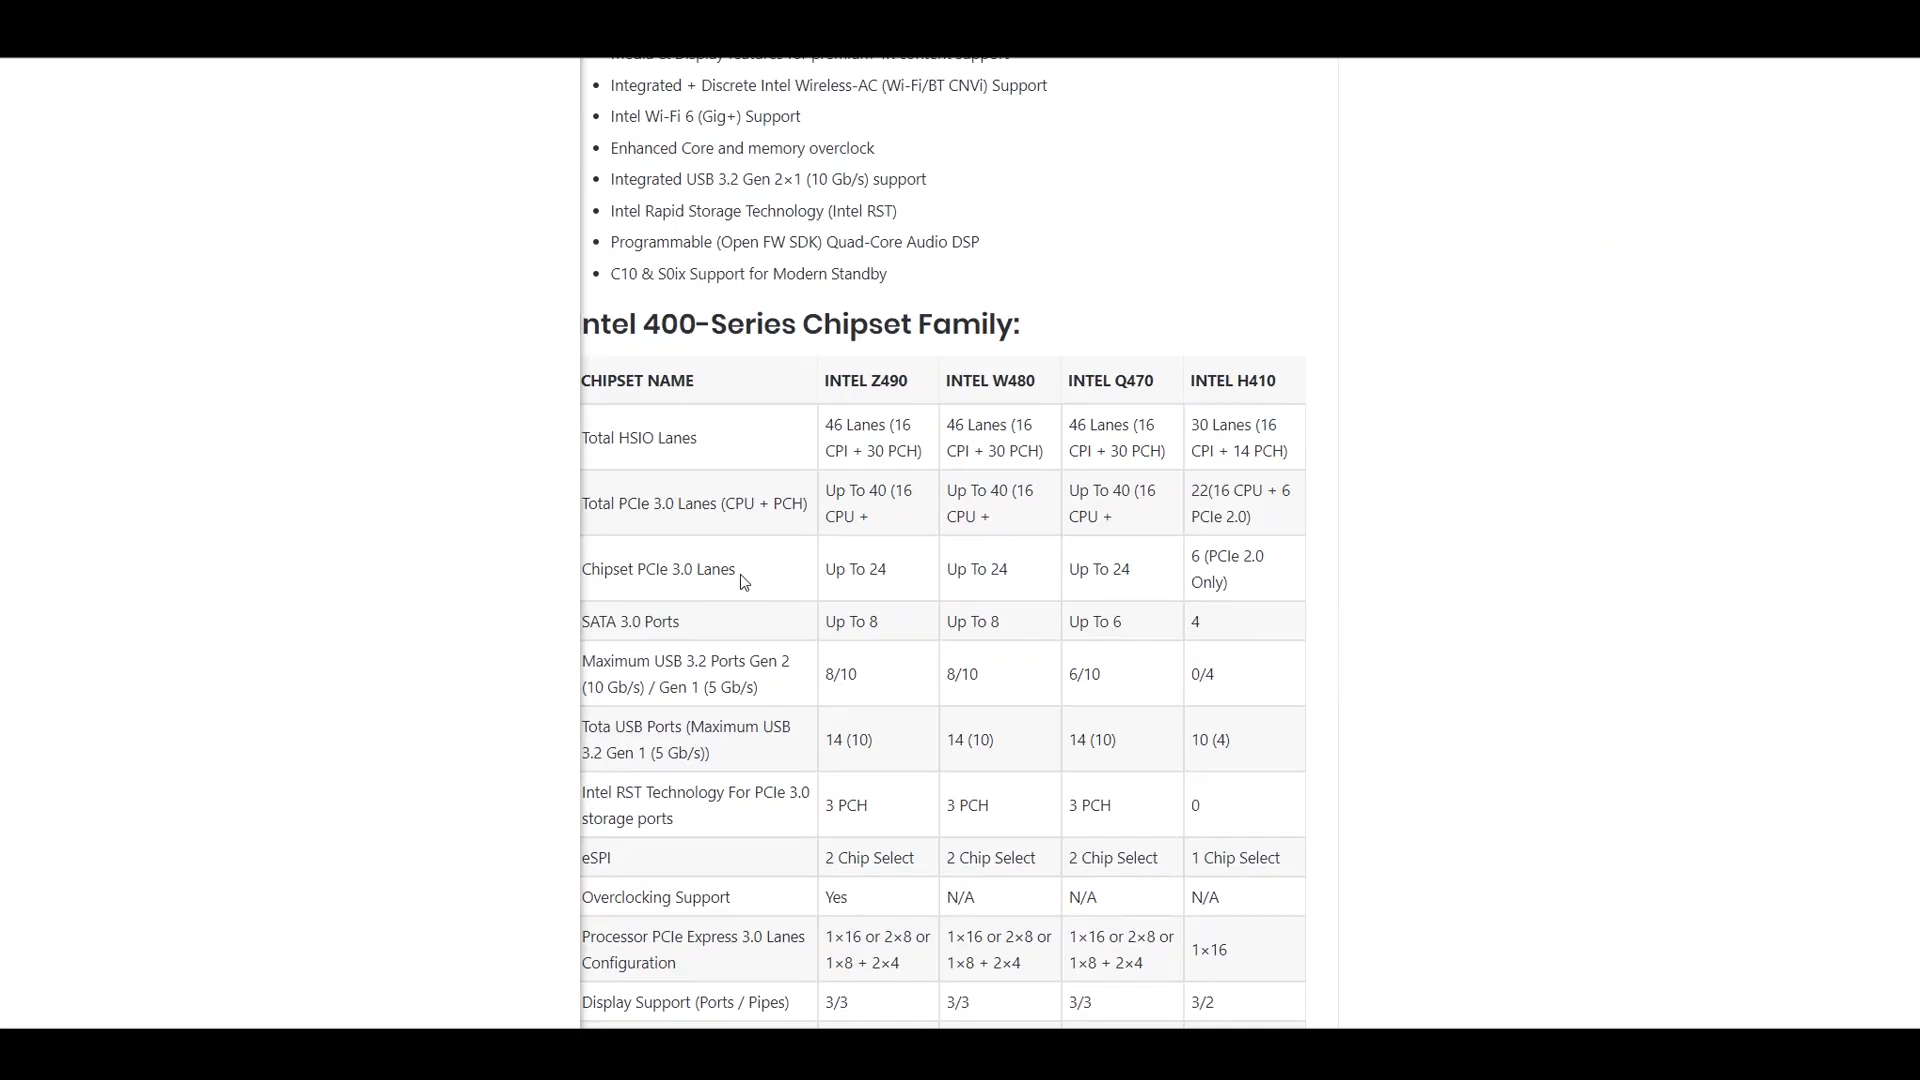 Media & Display features for premium 4K content support
• Integrated + Discrete Intel Wireless-AC (Wi-Fi/BT CNVi) Support
• Intel Wi-Fi 6 (Gig+) Support
• Enhanced Core and memory overclock
• Integrated USB 3.2 Gen 2×1 (10 Gb/s) support
• Intel Rapid Storage Technology (Intel RST)
• Programmable (Open FW SDK) Quad-Core Audio DSP
• C10 & S0ix Support for Modern Standby
ntel 400-Series Chipset Family:
CHIPSET NAME INTEL Z490 INTEL W480 INTEL Q470 INTEL H410
Total HSIO Lanes 46 Lanes (16 46 Lanes (16 46 Lanes (16 30 Lanes (16
CPI + 30 PCH) CPI + 30 PCH) CPI + 30 PCH) CPI + 14 PCH)
Total PCIe 3.0 Lanes (CPU + PCH) Up To 40 (16 Up To 40 (16 Up To 40 (16 22(16 CPU + 6
CPU + CPU + CPU + PCIe 2.0)
Chipset PCIe 3.0 Lanes Up To 24 Up To 24 Up To 24 6 (PCIe 2.0
Only)
SATA 3.0 Ports Up To 8 Up To 8 Up To 6 4
Maximum USB 3.2 Ports Gen 2
(10 Gb/s) / Gen 1 (5 Gb/s) 8/10 8/10 6/10 0/4
Tota USB Ports (Maximum USB
3.2 Gen 1 (5 Gb/s)) 14 (10) 14 (10) 14 (10) 10 (4)
Intel RST Technology For PCIe 3.0
storage ports 3 PCH 3 PCH 3 PCH 0
eSPI 2 Chip Select 2 Chip Select 2 Chip Select 1 Chip Select
Overclocking Support Yes N/A N/A N/A
Processor PCIe Express 3.0 Lanes 1×16 or 2×8 or 1×16 or 2×8 or 1×16 or 2×8 or 1×16
Configuration 1×8 + 2×4 1×8 + 2×4 1×8 + 2×4
Display Support (Ports / Pipes) 3/3 3/3 3/3 3/2